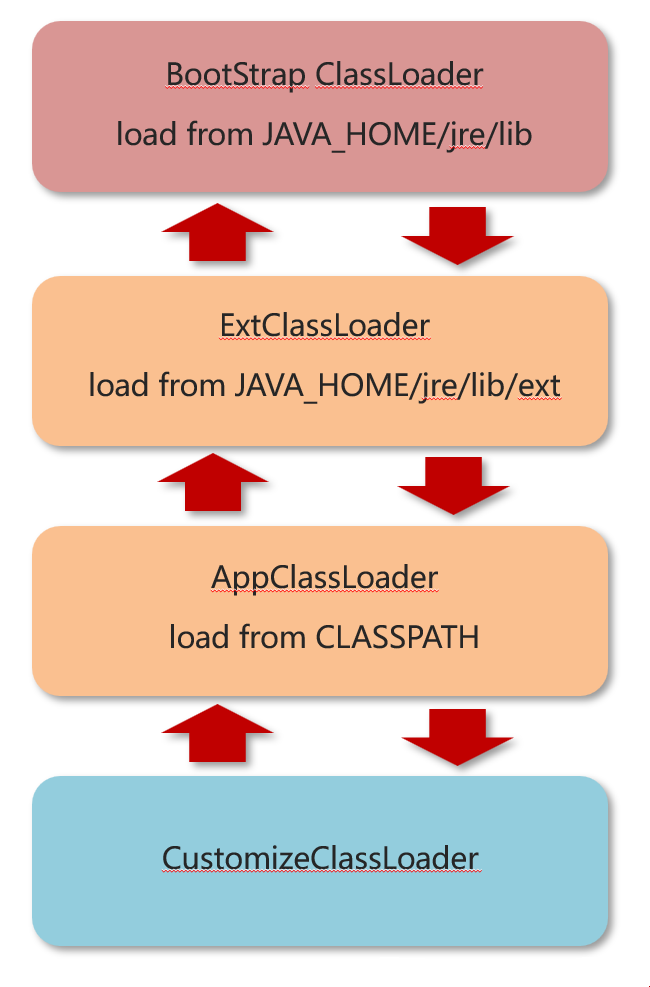 BootStrap ClassLoader
load from JAVA_HOME/jre/lib
ExtClassLoader
load from JAVA_HOME/jre/lib/ext
AppClassLoader
load from CLASSPATH
CustomizeClassLoader